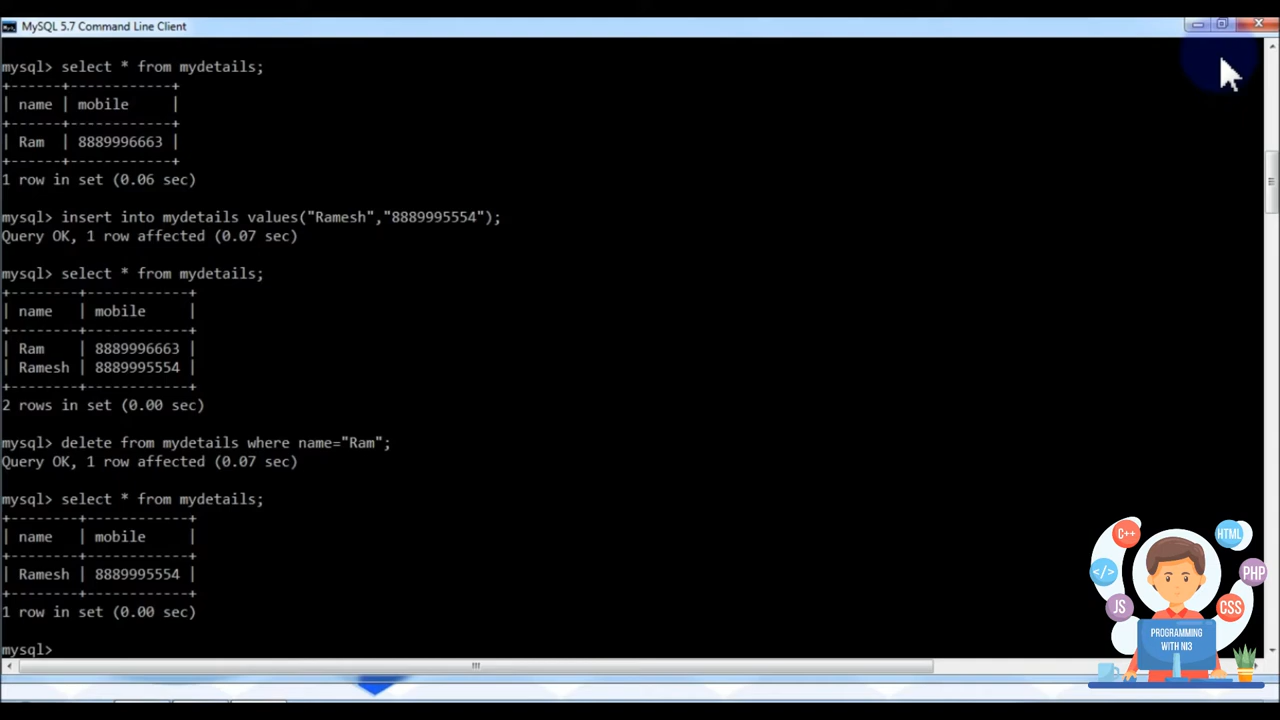 MySQL 5.7 Command Line Client
mysql> select * from mydetails;
+------+------------+
| name | mobile     |
+------+------------+
| Ram  | 8889996663 |
+------+------------+
1 row in set (0.06 sec)
mysql> insert into mydetails values("Ramesh","8889995554");
Query OK, 1 row affected (0.07 sec)
mysql> select * from mydetails;
+--------+------------+
| name   | mobile     |
+--------+------------+
| Ram    | 8889996663 |
| Ramesh | 8889995554 |
+--------+------------+
2 rows in set (0.00 sec)
mysql> delete from mydetails where name="Ram";
Query OK, 1 row affected (0.07 sec)
mysql> select * from mydetails;
+--------+------------+
| name   | mobile     |
+--------+------------+
| Ramesh | 8889995554 |
+--------+------------+
1 row in set (0.00 sec)
mysql>
C++
HTML
</>
PHP
JS
CSS
PROGRAMMING
WITH NI3